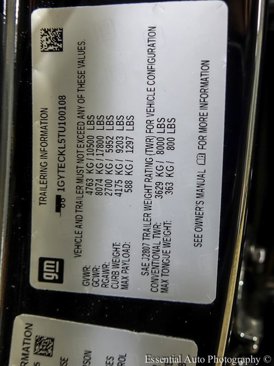 TRAILERING INFORMATION
1GYTECKL5TU100108
VEHICLE AND TRAILER MUST NOT EXCEED ANY OF THESE VALUES.
GVWR: 4763 KG / 10500 LBS
GCWR: 8074 KG / 17800 LBS
RGAWR: 2700 KG / 5952 LBS
CURB WEIGHT: 4175 KG / 9203 LBS
MAX PAYLOAD: 588 KG / 1297 LBS
SAE J2807 TRAILER WEIGHT RATING (TWR) FOR VEHICLE CONFIGURATION
CONVENTIONAL TWR: 3629 KG / 8000 LBS
MAX TONGUE WEIGHT: 363 KG / 800 LBS
SEE OWNER'S MANUAL FOR MORE INFORMATION
gm
Essential Auto Photography ©